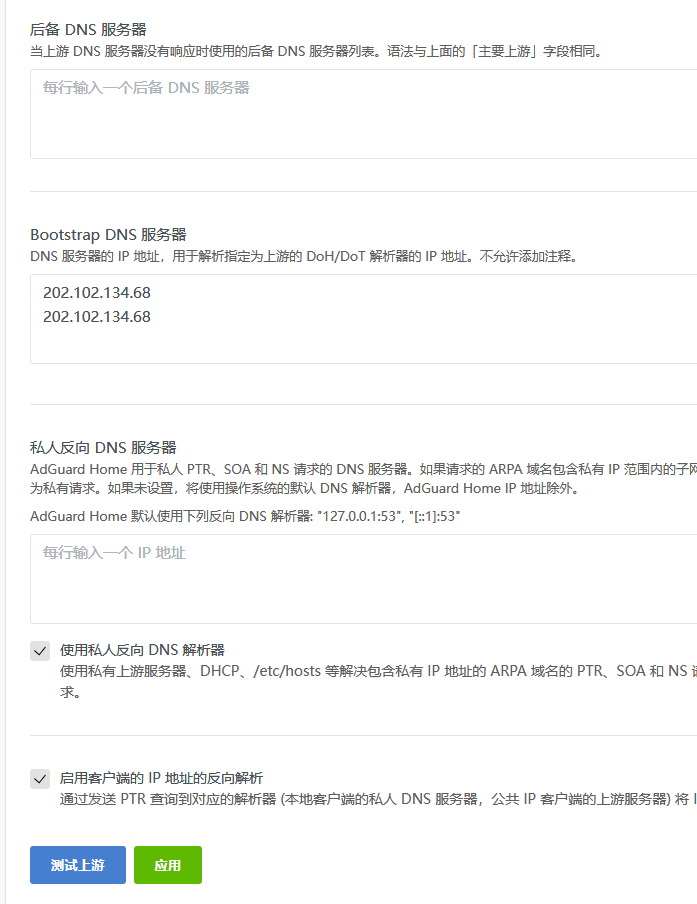 后备 DNS 服务器
当上游 DNS 服务器没有响应时使用的后备 DNS 服务器列表。语法与上面的「主要上游」字段相同。
每行输入一个后备 DNS 服务器
Bootstrap DNS 服务器
DNS 服务器的 IP 地址，用于解析指定为上游的 DoH/DoT 解析器的 IP 地址。不允许添加注释。
202.102.134.68
202.102.134.68
私人反向 DNS 服务器
AdGuard Home 用于私人 PTR、SOA 和 NS 请求的 DNS 服务器。如果请求的 ARPA 域名包含私有 IP 范围内的子网
为私有请求。如果未设置，将使用操作系统的默认 DNS 解析器，AdGuard Home IP 地址除外。
AdGuard Home 默认使用下列反向 DNS 解析器: "127.0.0.1:53", "[::1]:53"
每行输入一个 IP 地址
使用私人反向 DNS 解析器
使用私有上游服务器、DHCP、/etc/hosts 等解决包含私有 IP 地址的 ARPA 域名的 PTR、SOA 和 NS
求。
启用客户端的 IP 地址的反向解析
通过发送 PTR 查询到对应的解析器 (本地客户端的私人 DNS 服务器，公共 IP 客户端的上游服务器) 将
测试上游
应用